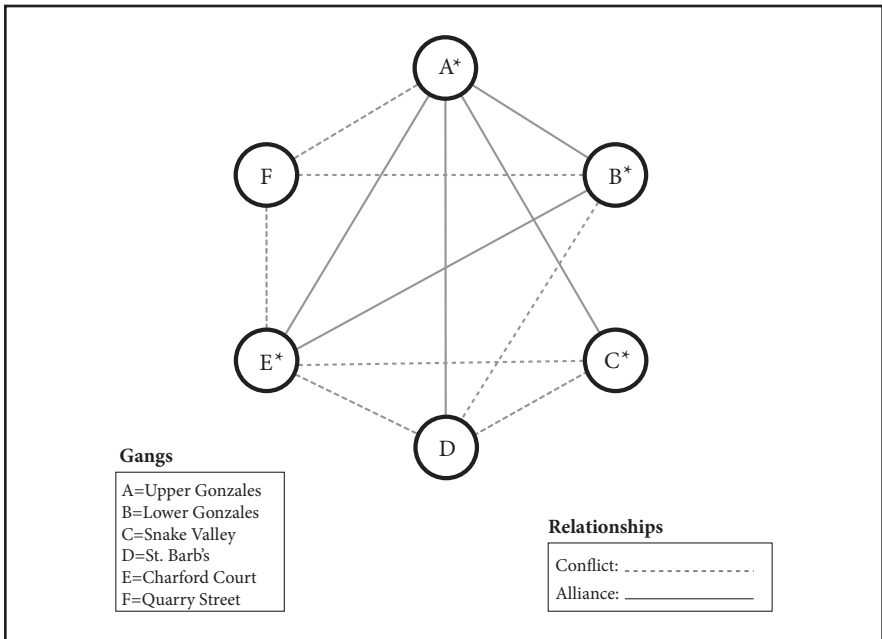 A*
F
B*
E*
C*
D
Gangs
A=Upper Gonzales
B=Lower Gonzales
C=Snake Valley
D=St. Barb's
E=Charford Court
F=Quarry Street
Relationships
Conflict:
Alliance: